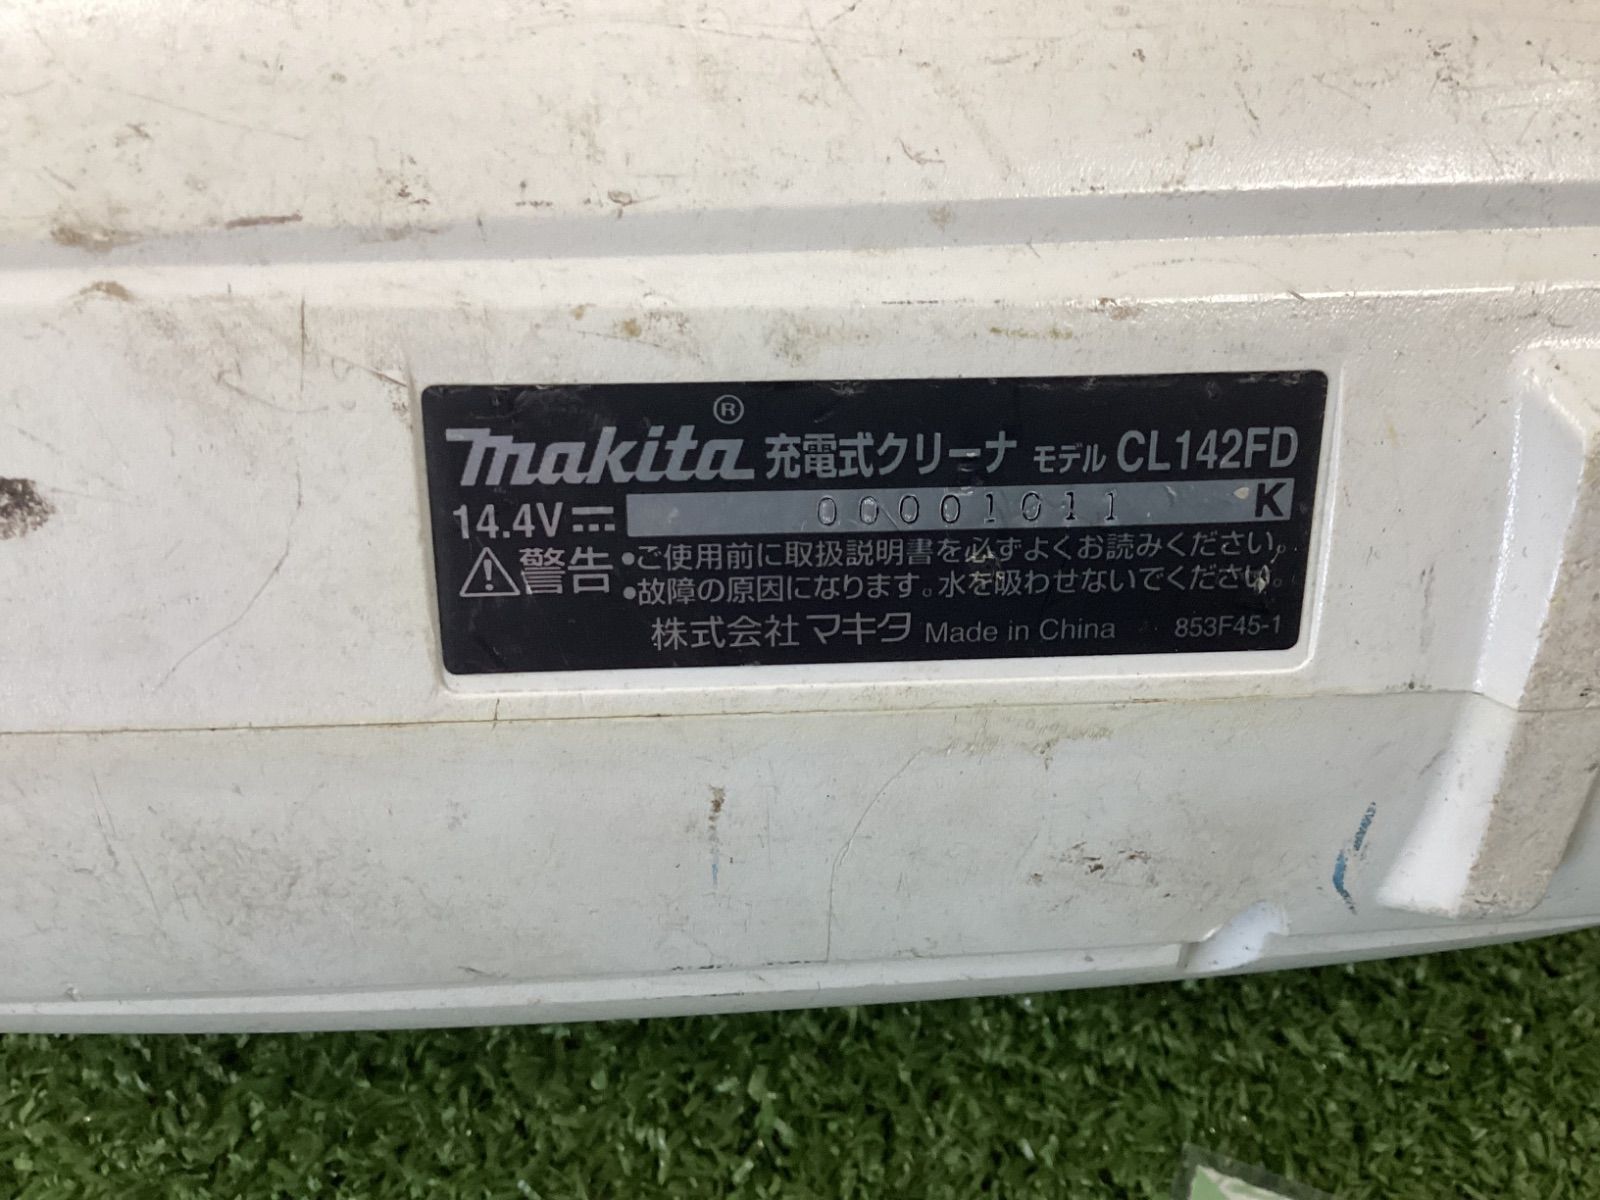 makita® 充電式クリーナ モデル CL142FD
14.4V⎓ 00001011 K
⚠警告 •ご使用前に取扱説明書を必ずよくお読みください。
•故障の原因になります。水を吸わせないでください。
株式会社 マキタ Made in China 853F45-1